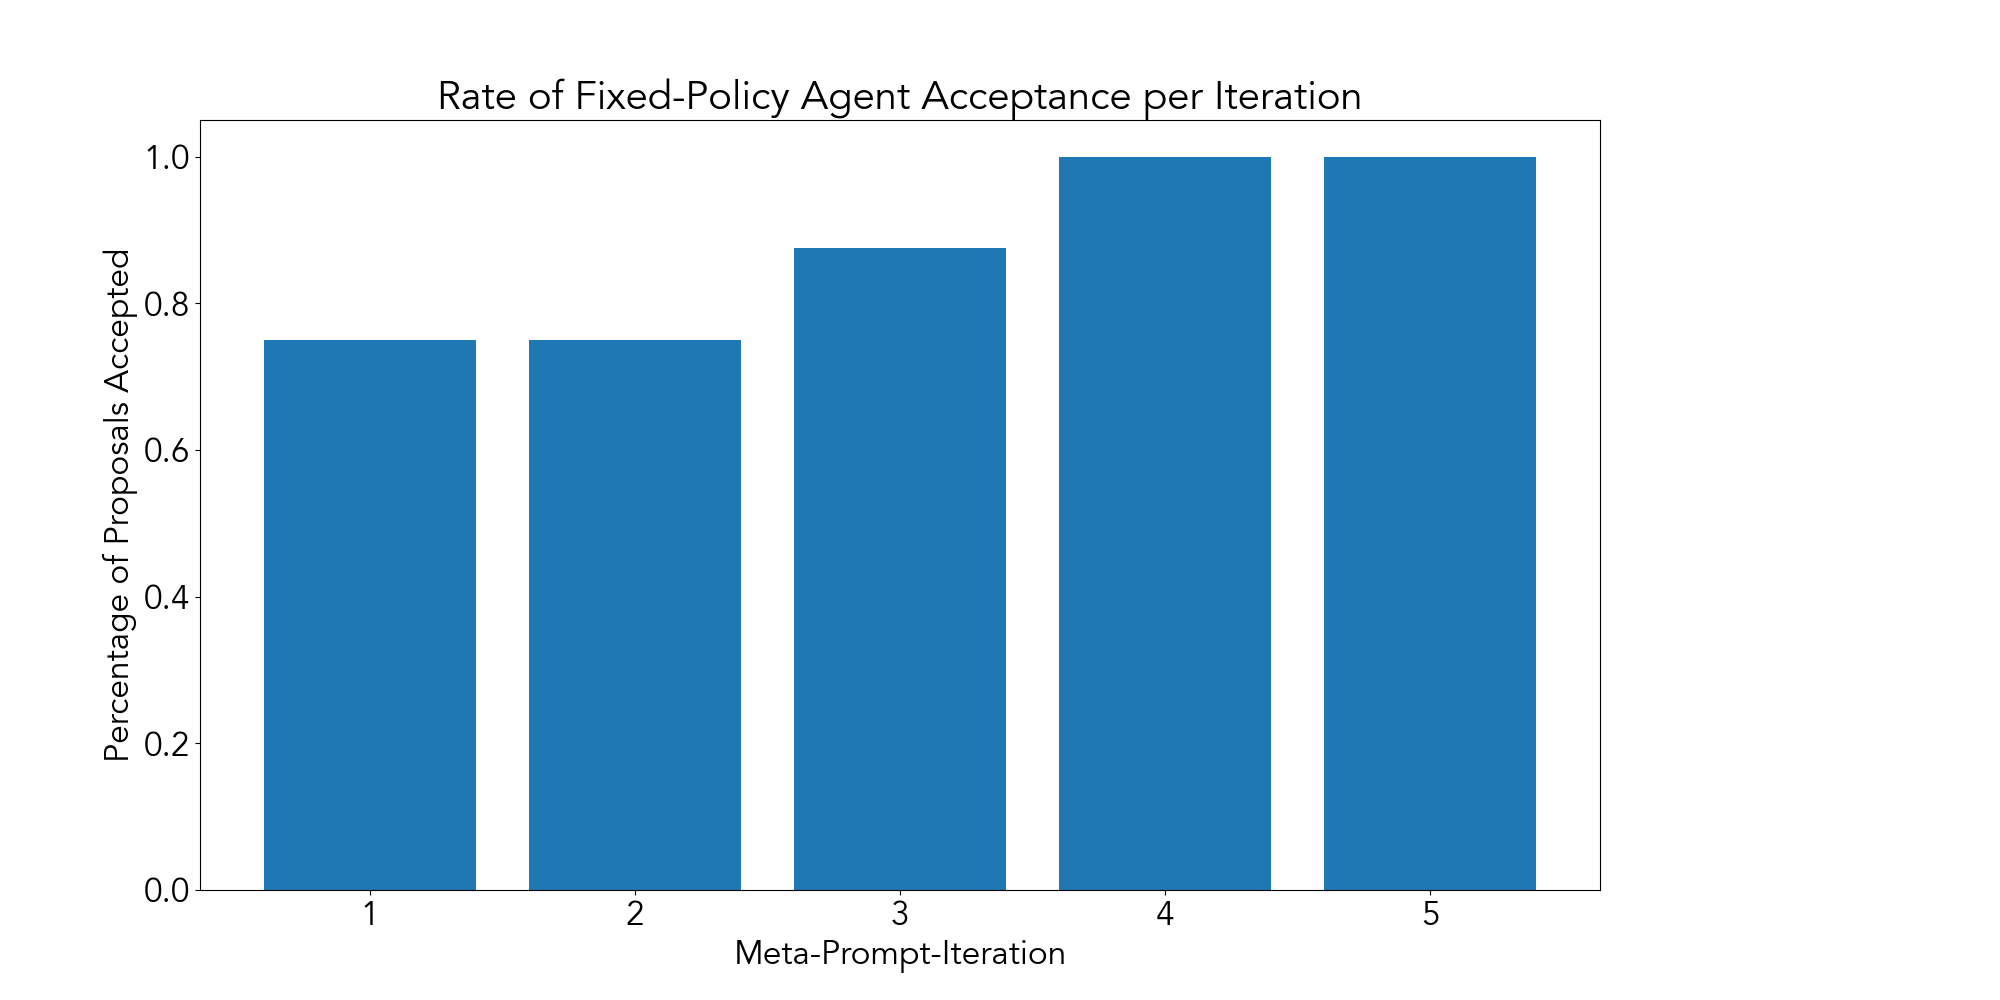 Rate of Fixed-Policy Agent Acceptance per Iteration
Percentage of Proposals Accepted
1.0
0.8
0.6
0.4
0.2
0.0
1 2 3 4 5
Meta-Prompt-Iteration